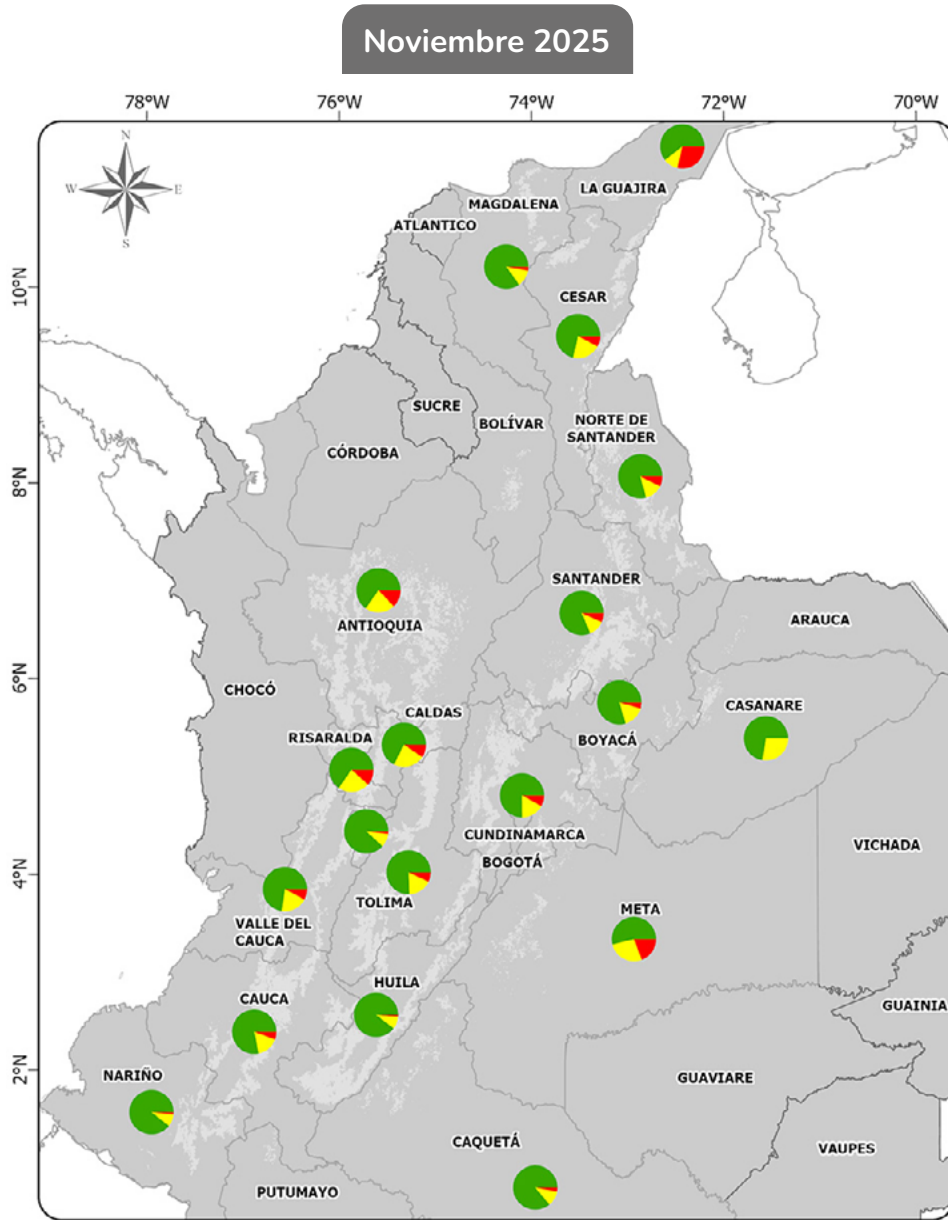 Noviembre 2025
78°W
76°W
74°W
72°W
70°W
N
W
E
S
LA GUAJIRA
MAGDALENA
ATLANTICO
10°N
CESAR
SUCRE
BOLÍVAR
NORTE DE
SANTANDER
CÓRDOBA
8°N
SANTANDER
ANTIOQUIA
ARAUCA
6°N
CHOCÓ
CALDAS
CASANARE
RISARALDA
BOYACÁ
CUNDINAMARCA
BOGOTÁ
VICHADA
4°N
TOLIMA
META
VALLE DEL
CAUCA
HUILA
CAUCA
GUAINIA
2°N
NARIÑO
GUAVIARE
CAQUETÁ
VAUPES
PUTUMAYO